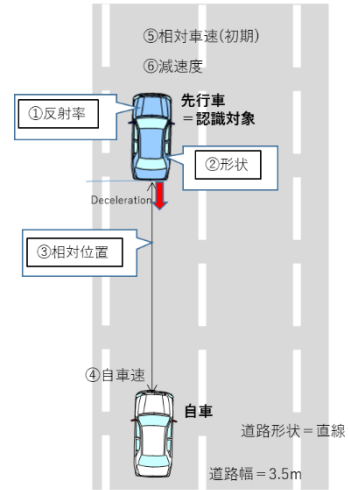 ⑤相対車速(初期)
⑥減速度
①反射率
先行車
＝認識対象
②形状
Deceleration
③相対位置
④自車速
自車
道路形状＝直線
道路幅＝3.5m